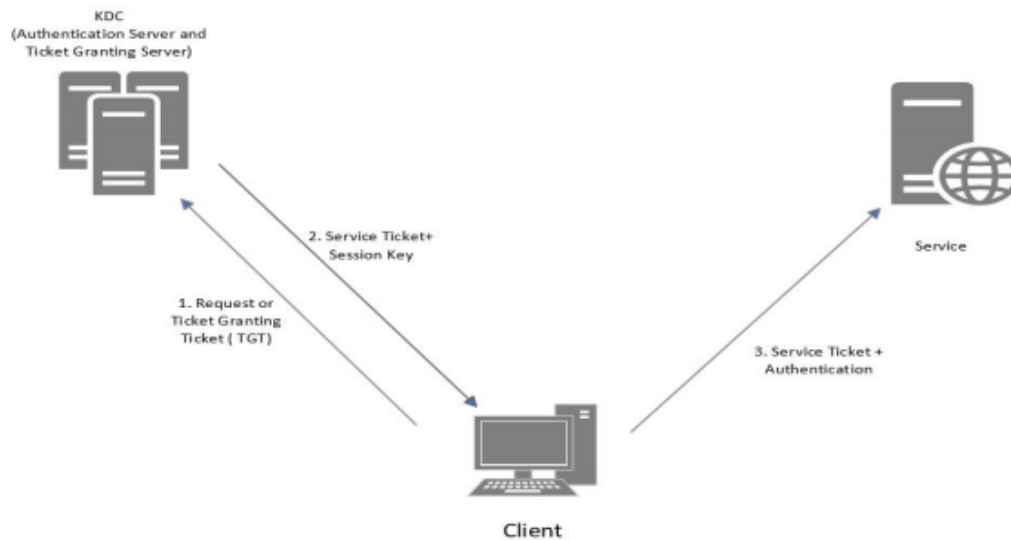 KDC
(Authentication Server and
Ticket Granting Server)
2. Service Ticket+
Session Key
Service
1. Request or
Ticket Granting
Ticket ( TGT)
3. Service Ticket +
Authentication
Client